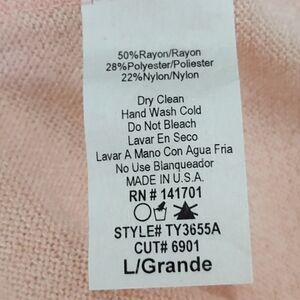 50%Rayon/Rayon
28%Polyester/Poliester
22%Nylon/Nylon
Dry Clean
Hand Wash Cold
Do Not Bleach
Lavar En Seco
Lavar A Mano Con Agua Fria
No Use Blanqueador
MADE IN U.S.A.
RN # 141701
STYLE# TY3655A
CUT# 6901
L/Grande